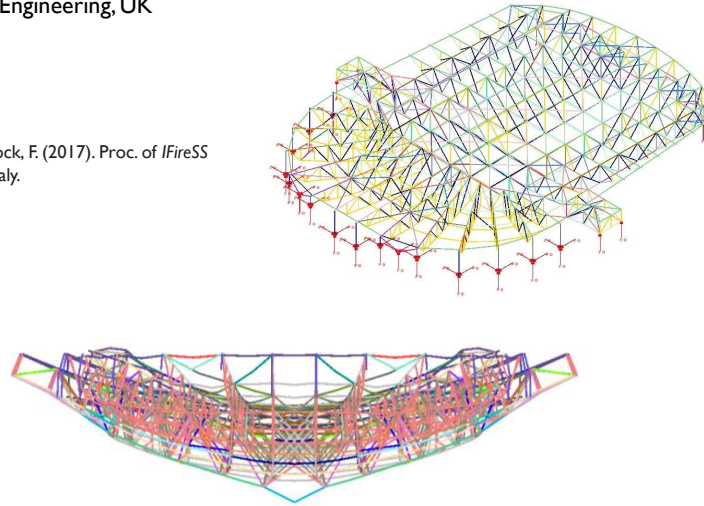 Engineering, UK
ock, F. (2017). Proc. of IFireSS
aly.